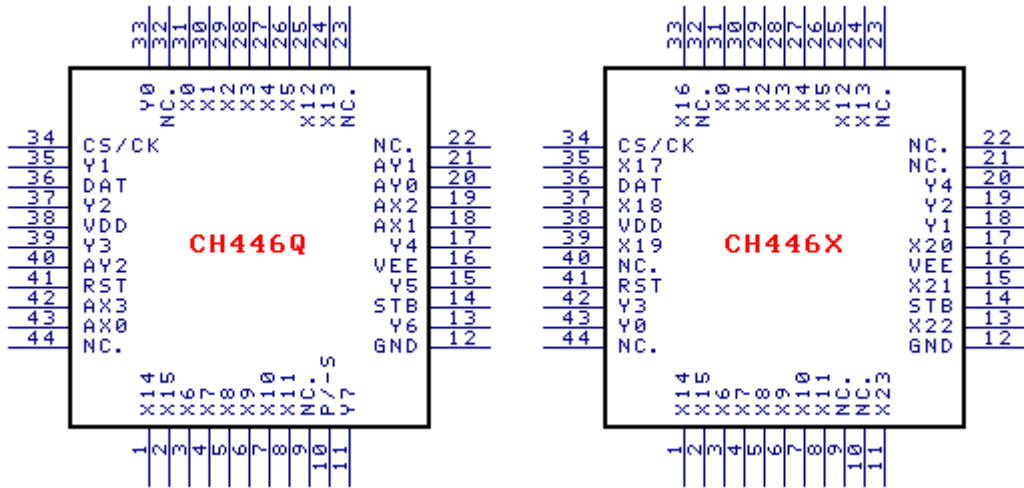 33 32 31 30 29 28 27 26 25 24 23
Y0 NC. X0 X1 X2 X3 X4 X5 X12 X13 NC.
34 CS/CK
35 Y1
36 DAT
37 Y2
38 VDD
39 Y3
40 AY2
41 RST
42 AX3
43 AX0
44 NC.
CH446Q
NC. 22
AY1 21
AY0 20
AX2 19
AX1 18
Y4 17
VEE 16
Y5 15
STB 14
Y6 13
GND 12
X14 X15 X6 X7 X8 X9 X10 X11 NC. P/-S Y7
1 2 3 4 5 6 7 8 9 10 11
33 32 31 30 29 28 27 26 25 24 23
X16 NC. X0 X1 X2 X3 X4 X5 X12 X13 NC.
34 CS/CK
35 X17
36 DAT
37 X18
38 VDD
39 X19
40 NC.
41 RST
42 Y3
43 Y0
44 NC.
CH446X
NC. 22
NC. 21
Y4 20
Y2 19
Y1 18
X20 17
VEE 16
X21 15
STB 14
X22 13
GND 12
X14 X15 X6 X7 X8 X9 X10 X11 NC. NC. X23
1 2 3 4 5 6 7 8 9 10 11